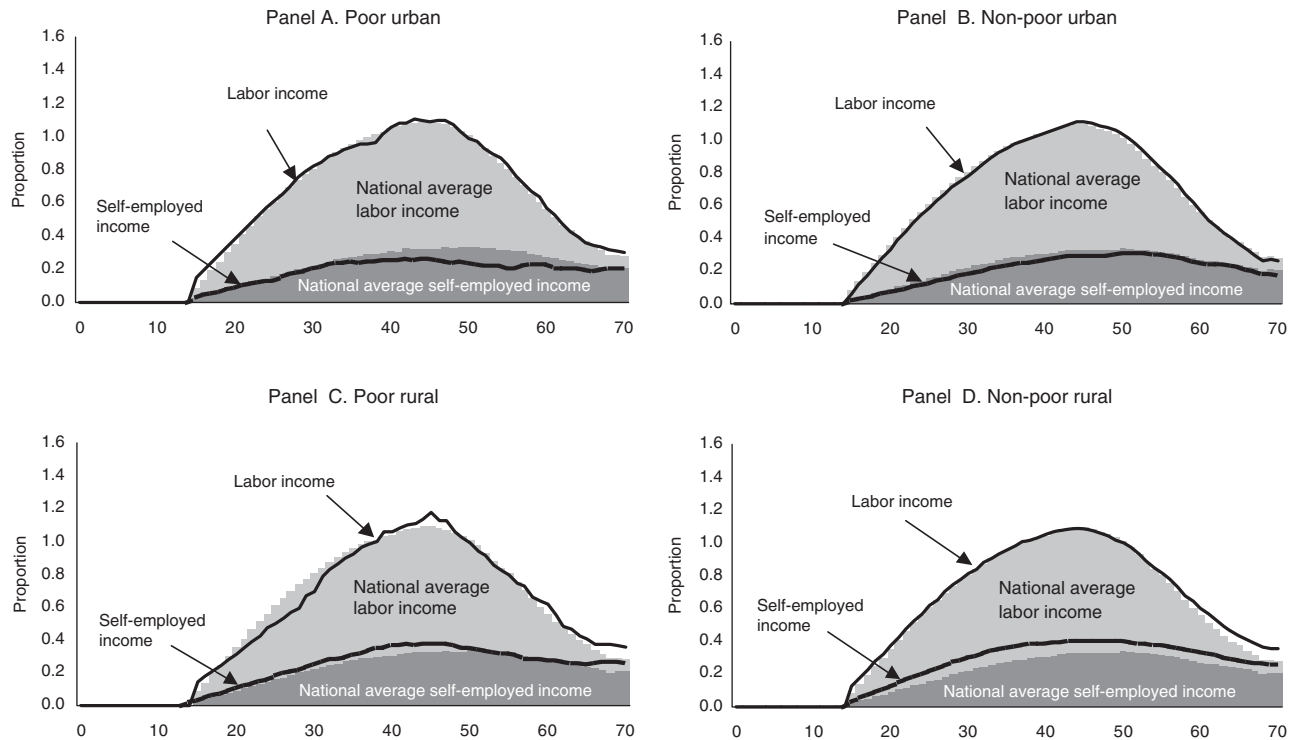 Panel A. Poor urban
1.6
1.4
1.2
1.0
0.8
0.6
0.4
0.2
0.0
Proportion
Labor income
Self-employed
income
National average
labor income
National average self-employed income
0 10 20 30 40 50 60 70
Panel B. Non-poor urban
1.6
1.4
1.2
1.0
0.8
0.6
0.4
0.2
0.0
Proportion
Labor income
Self-employed
income
National average
labor income
National average self-employed income
0 10 20 30 40 50 60 70
Panel C. Poor rural
1.6
1.4
1.2
1.0
0.8
0.6
0.4
0.2
0.0
Proportion
Labor income
Self-employed
income
National average
labor income
National average self-employed income
0 10 20 30 40 50 60 70
Panel D. Non-poor rural
1.6
1.4
1.2
1.0
0.8
0.6
0.4
0.2
0.0
Proportion
Labor income
Self-employed
income
National average
labor income
National average self-employed income
0 10 20 30 40 50 60 70